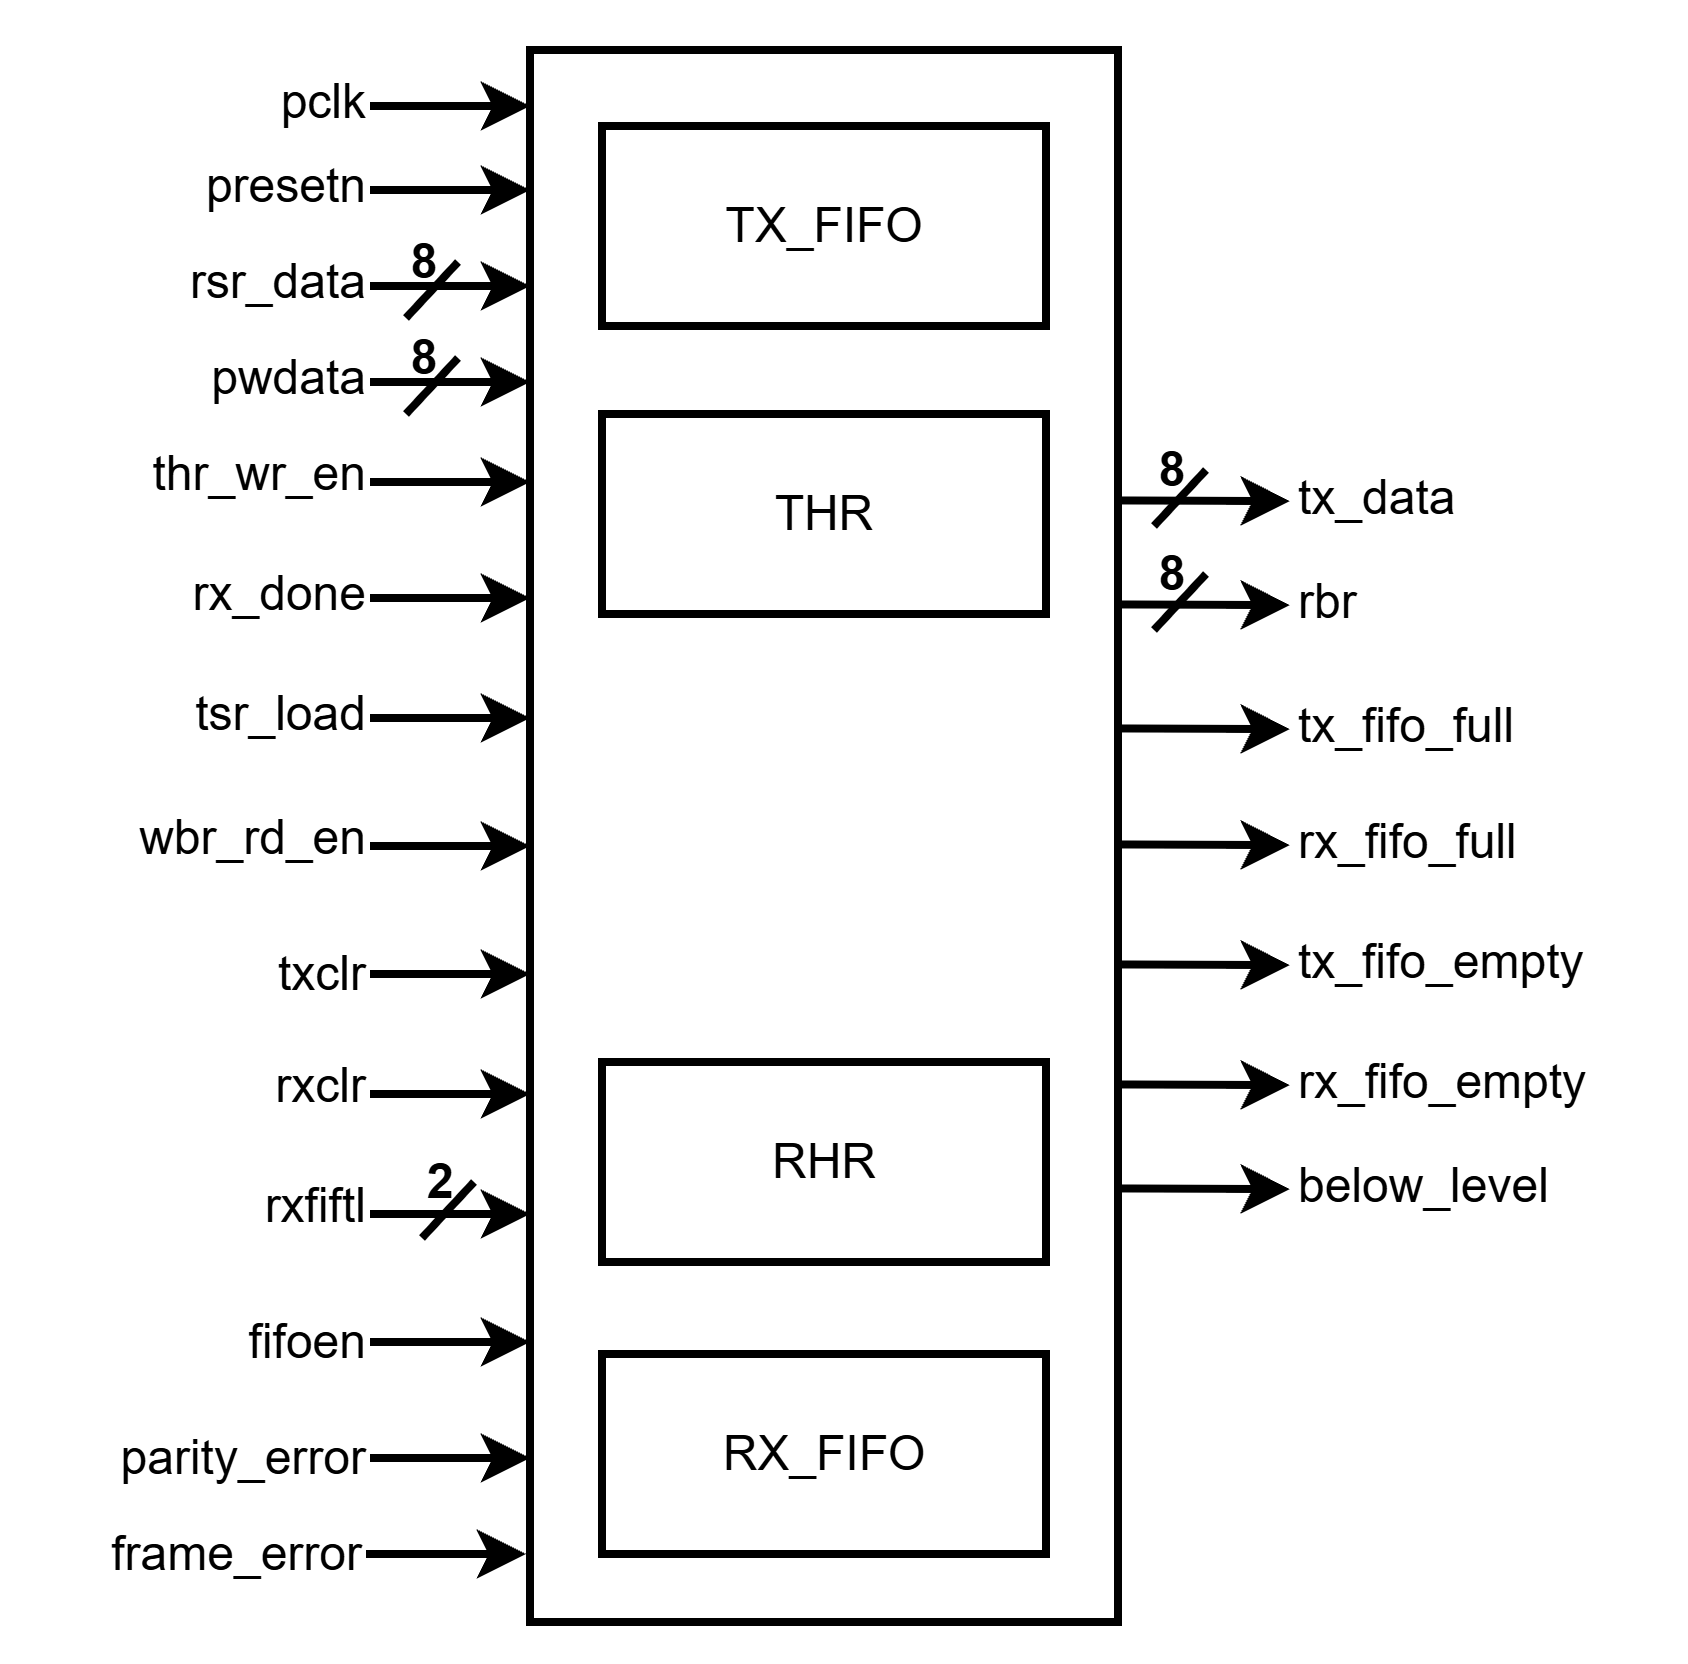 pclk
presetn
8
rsr_data
8
pwdata
thr_wr_en
rx_done
tsr_load
wbr_rd_en
txclr
rxclr
2
rxfiftl
fifoen
parity_error
frame_error
TX_FIFO
THR
RHR
RX_FIFO
8
tx_data
8
rbr
tx_fifo_full
rx_fifo_full
tx_fifo_empty
rx_fifo_empty
below_level